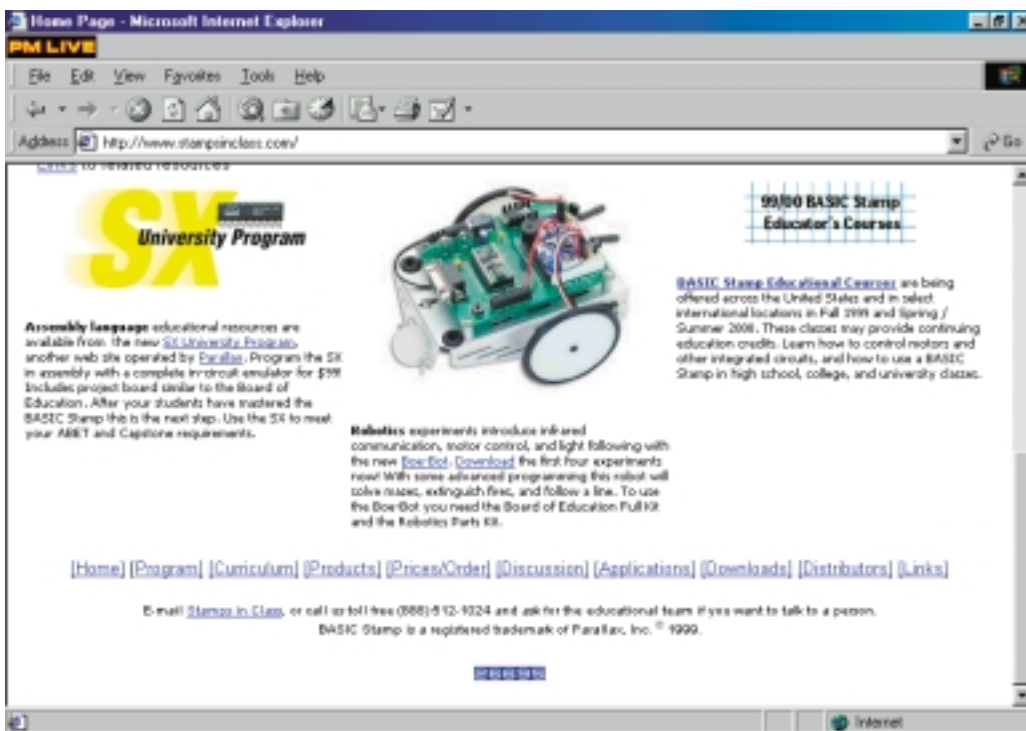 Home Page - Microsoft Internet Explorer
PM LIVE
File Edit View Favorites Tools Help
Address http://www.stampsinclass.com/ Go
Links to related resources
SX
University Program
99/00 BASIC Stamp
Educator's Courses
Assembly language educational resources are
available from the new SX University Program,
another web site operated by Parallax. Program the SX
in assembly with a complete in-circuit emulator for $99!
Includes project board similar to the Board of
Education. After your students have mastered the
BASIC Stamp this is the next step. Use the SX to meet
your ABET and Capstone requirements.
Robotics experiments introduce infrared
communication, motor control, and light following with
the new Boe-Bot. Download the first four experiments
now! With some advanced programming this robot will
solve mazes, extinguish fires, and follow a line. To use
the Boe-Bot you need the Board of Education Full Kit
and the Robotics Parts Kit.
BASIC Stamp Educational Courses are being
offered across the United States and in select
international locations in Fall 1999 and Spring /
Summer 2000. These classes may provide continuing
education credits. Learn how to control motors and
other integrated circuits, and how to use a BASIC
Stamp in high school, college, and university classes.
[Home] [Program] [Curriculum] [Products] [Prices/Order] [Discussion] [Applications] [Downloads] [Distributors] [Links]
E-mail Stamps in Class, or call us toll free (888) 512-1024 and ask for the educational team if you want to talk to a person.
BASIC Stamp is a registered trademark of Parallax, Inc. © 1999.
Internet